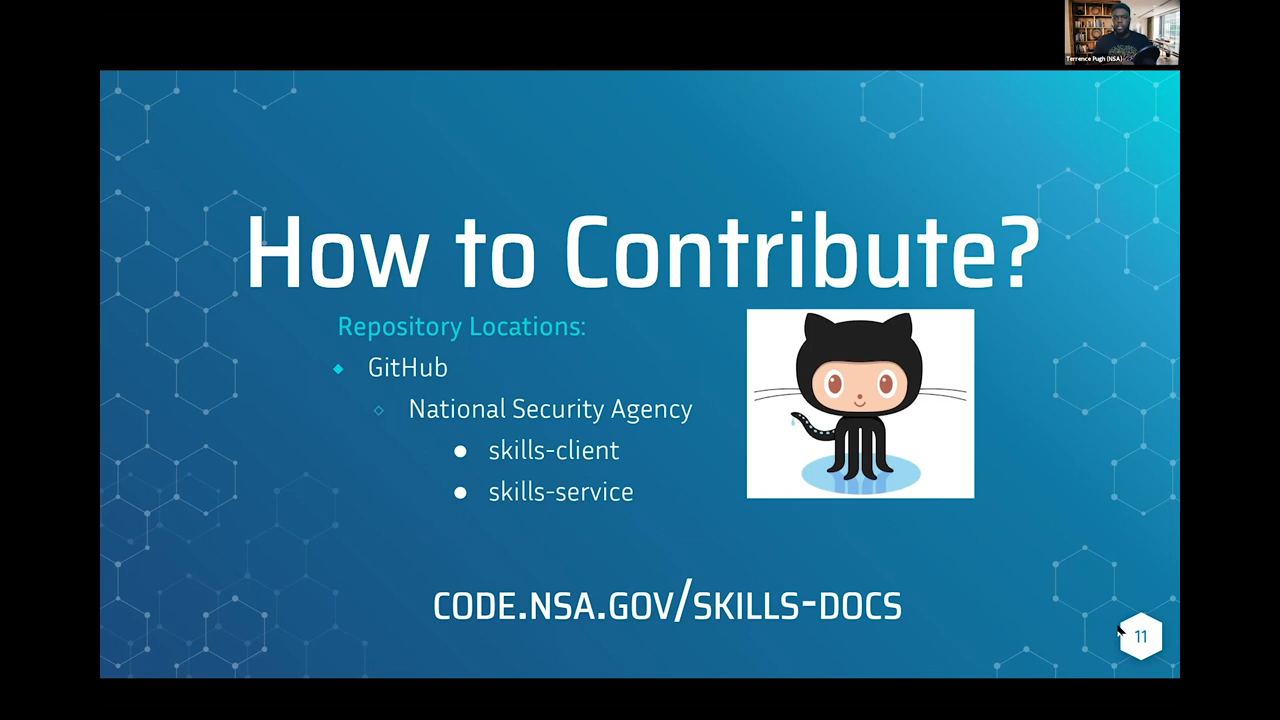 Terrence Pugh (NSA)
How to Contribute?
Repository Locations:
GitHub
National Security Agency
skills-client
skills-service
CODE.NSA.GOV/SKILLS-DOCS
11